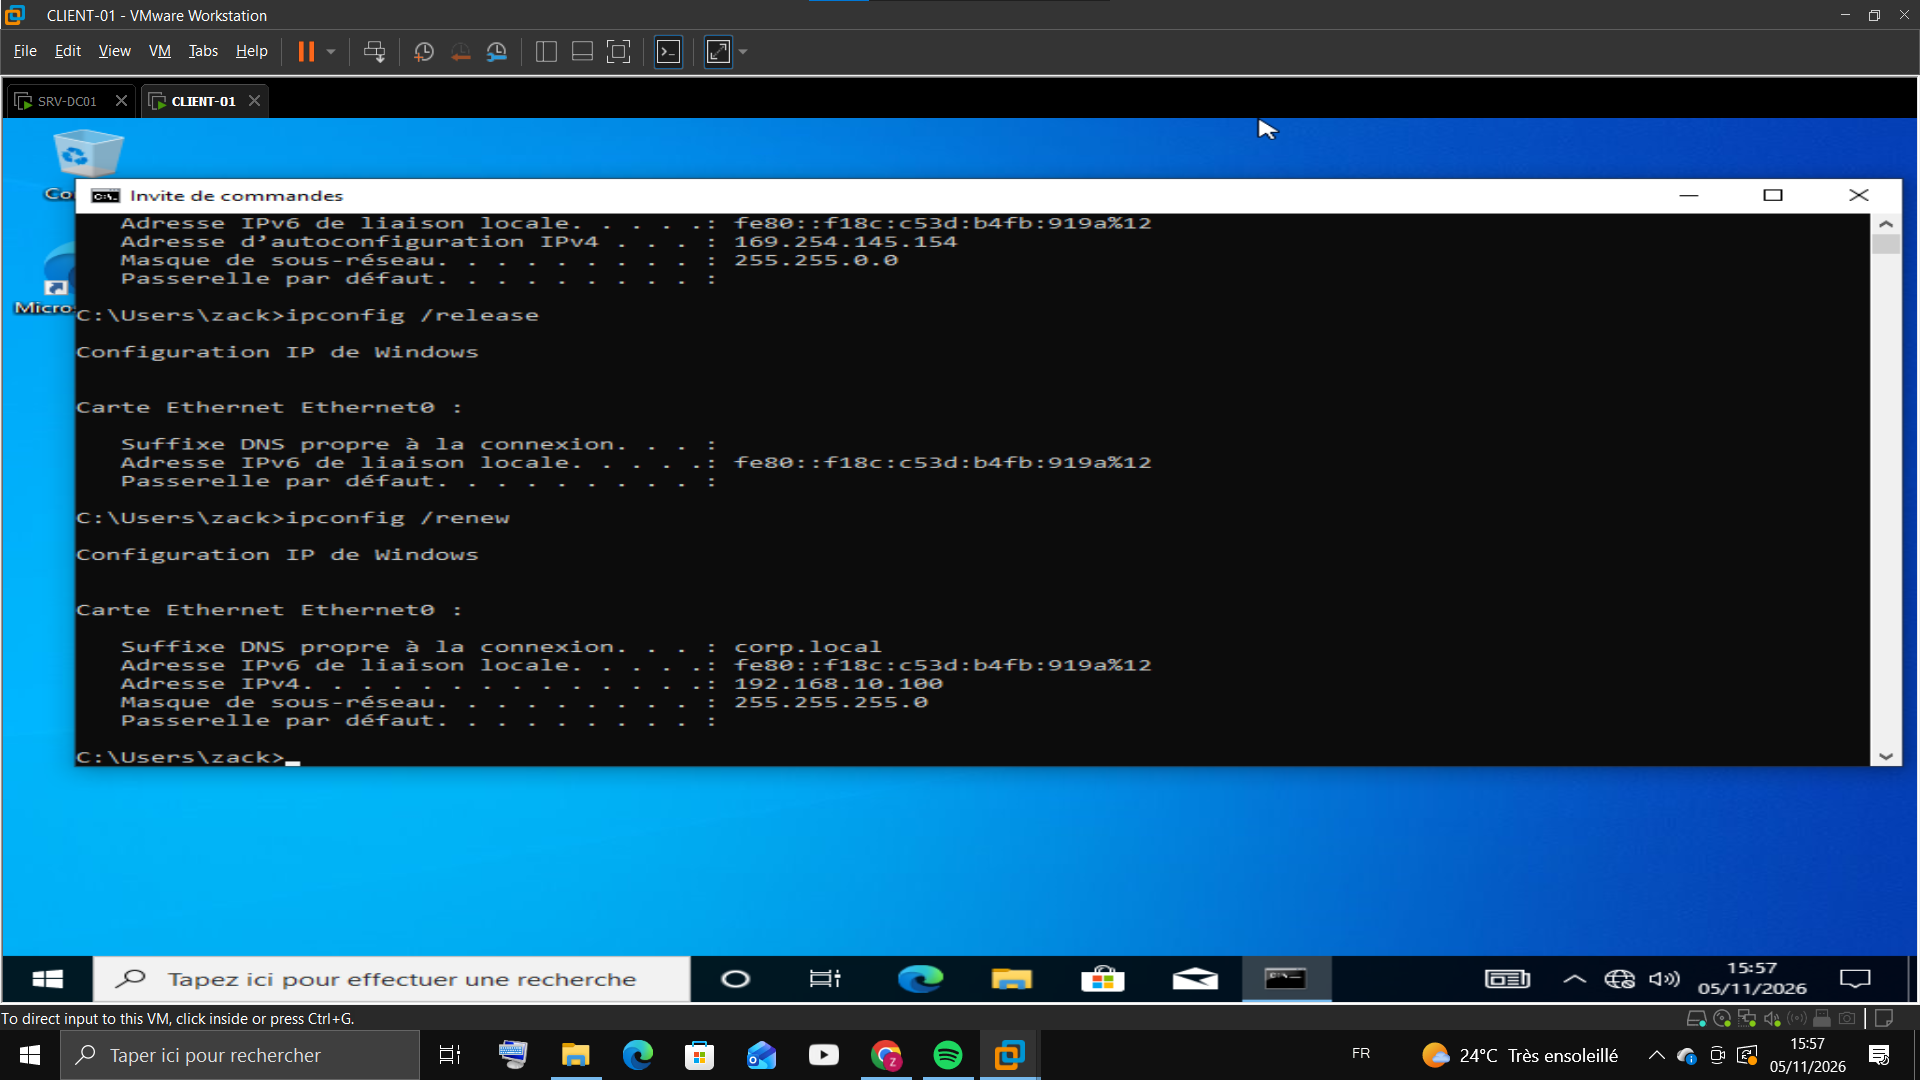 CLIENT-01 - VMware Workstation
File Edit View VM Tabs Help
SRV-DC01 CLIENT-01
Invite de commandes
Adresse IPv6 de liaison locale. . . . .: fe80::f18c:c53d:b4fb:919a%12
Adresse d’autoconfiguration IPv4 . . . : 169.254.145.154
Masque de sous-réseau. . . . . . . . . : 255.255.0.0
Passerelle par défaut. . . . . . . . . :
C:\Users\zack>ipconfig /release
Configuration IP de Windows
Carte Ethernet Ethernet0 :
Suffixe DNS propre à la connexion. . . :
Adresse IPv6 de liaison locale. . . . .: fe80::f18c:c53d:b4fb:919a%12
Passerelle par défaut. . . . . . . . . :
C:\Users\zack>ipconfig /renew
Configuration IP de Windows
Carte Ethernet Ethernet0 :
Suffixe DNS propre à la connexion. . . : corp.local
Adresse IPv6 de liaison locale. . . . .: fe80::f18c:c53d:b4fb:919a%12
Adresse IPv4. . . . . . . . . . . . . .: 192.168.10.100
Masque de sous-réseau. . . . . . . . . : 255.255.255.0
Passerelle par défaut. . . . . . . . . :
C:\Users\zack>_
Co
Micro
Tapez ici pour effectuer une recherche
15:57
05/11/2026
To direct input to this VM, click inside or press Ctrl+G.
Taper ici pour rechercher
FR
24°C Très ensoleillé
15:57
05/11/2026